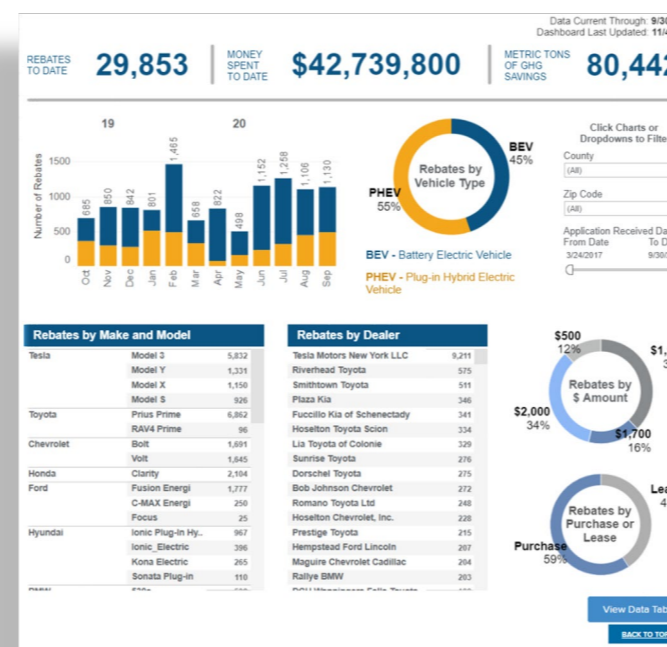 Data Current Through: 9/30
Dashboard Last Updated: 11/4
REBATES TO DATE
29,853
MONEY SPENT TO DATE
$42,739,800
METRIC TONS OF GHG SAVINGS
80,442
19
20
Number of Rebates
1500
1000
500
0
685
850
842
801
1,465
658
822
498
1,152
1,258
1,106
1,130
Oct
Nov
Dec
Jan
Feb
Mar
Apr
May
Jun
Jul
Aug
Sep
Rebates by Vehicle Type
BEV 45%
PHEV 55%
BEV - Battery Electric Vehicle
PHEV - Plug-in Hybrid Electric
Vehicle
Click Charts or
Dropdowns to Filte
County
(All)
Zip Code
(All)
Application Received Da
From Date To D
3/24/2017 9/30/
Rebates by Make and Model
Tesla Model 3 5,832
Model Y 1,331
Model X 1,150
Model S 926
Toyota Prius Prime 6,862
RAV4 Prime 96
Chevrolet Bolt 1,691
Volt 1,645
Honda Clarity 2,104
Ford Fusion Energi 1,777
C-MAX Energi 250
Focus 25
Hyundai Ionic Plug-In Hy.. 967
Ionic_Electric 396
Kona Electric 265
Sonata Plug-in 110
Rebates by Dealer
Tesla Motors New York LLC 9,211
Riverhead Toyota 575
Smithtown Toyota 511
Plaza Kia 346
Fuccillo Kia of Schenectady 341
Hoselton Toyota Scion 334
Lia Toyota of Colonie 329
Sunrise Toyota 276
Dorschel Toyota 275
Bob Johnson Chevrolet 272
Romano Toyota Ltd 248
Hoselton Chevrolet, Inc. 228
Prestige Toyota 215
Hempstead Ford Lincoln 207
Maguire Chevrolet Cadillac 204
Rallye BMW 203
Rebates by $ Amount
$500
12%
$1,
$2,000
34%
$1,700
16%
Rebates by Purchase or Lease
Lea
4
Purchase
59%
View Data Tab
BACK TO TOP